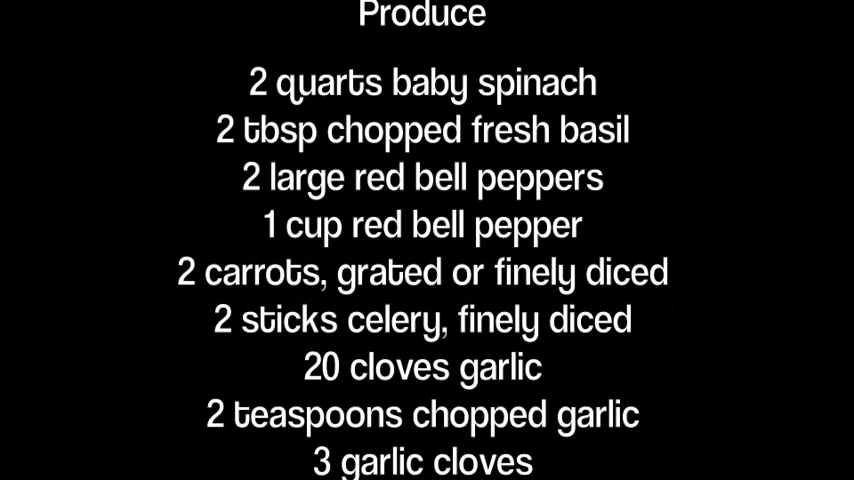 Produce
2 quarts baby spinach
2 tbsp chopped fresh basil
2 large red bell peppers
1 cup red bell pepper
2 carrots, grated or finely diced
2 sticks celery, finely diced
20 cloves garlic
2 teaspoons chopped garlic
3 garlic cloves